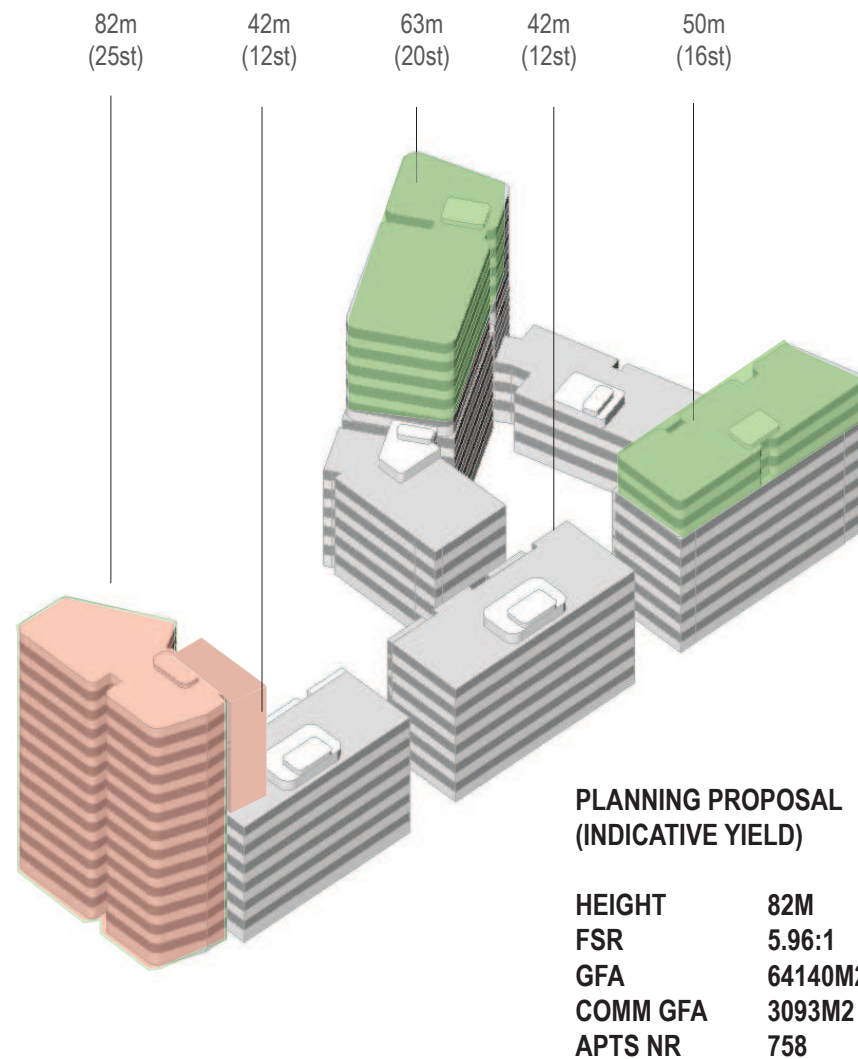 82m 42m 63m 42m 50m
(25st) (12st) (20st) (12st) (16st)
PLANNING PROPOSAL
(INDICATIVE YIELD)
HEIGHT 82M
FSR 5.96:1
GFA 64140M2
COMM GFA 3093M2
APTS NR 758